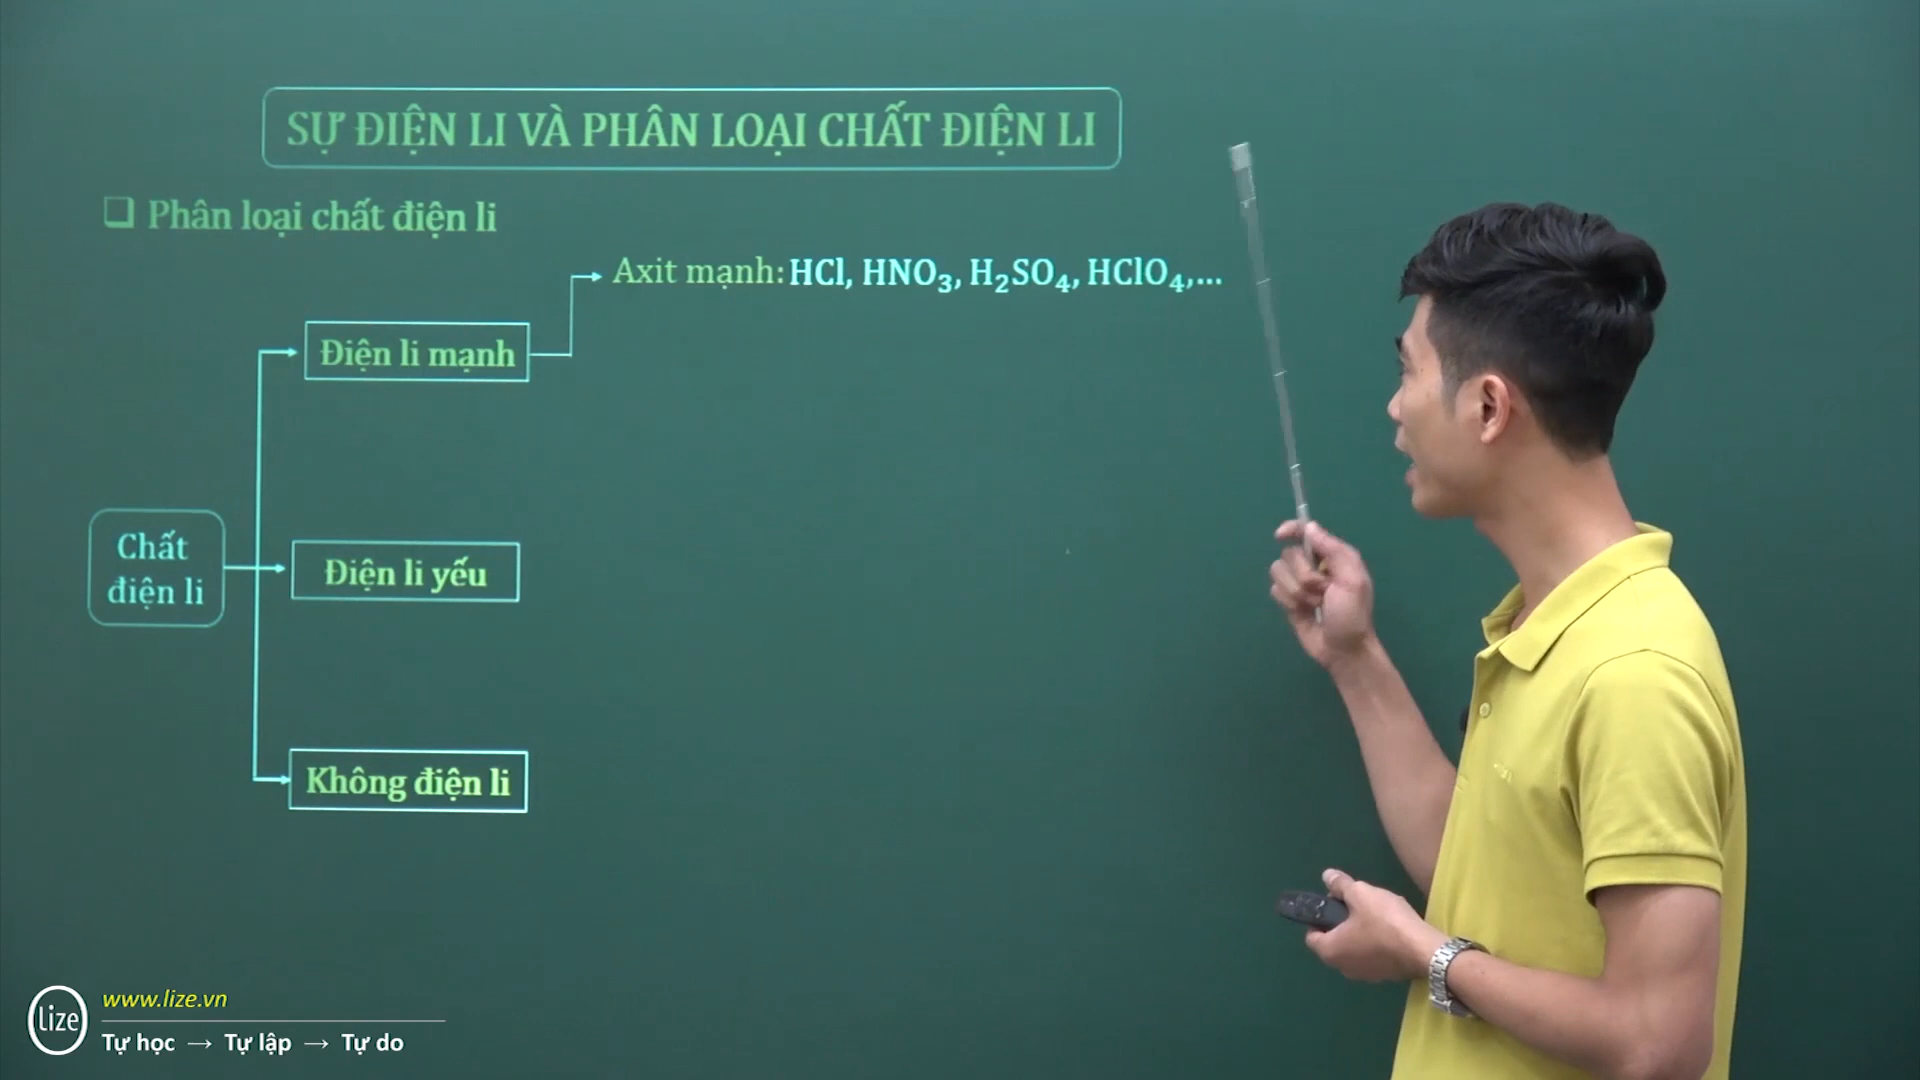 SỰ ĐIỆN LI VÀ PHÂN LOẠI CHẤT ĐIỆN LI
❑ Phân loại chất điện li
Axit mạnh: HCl, HNO₃, H₂SO₄, HClO₄,...
Điện li mạnh
Chất
điện li
Điện li yếu
Không điện li
lize
www.lize.vn
Tự học → Tự lập → Tự do